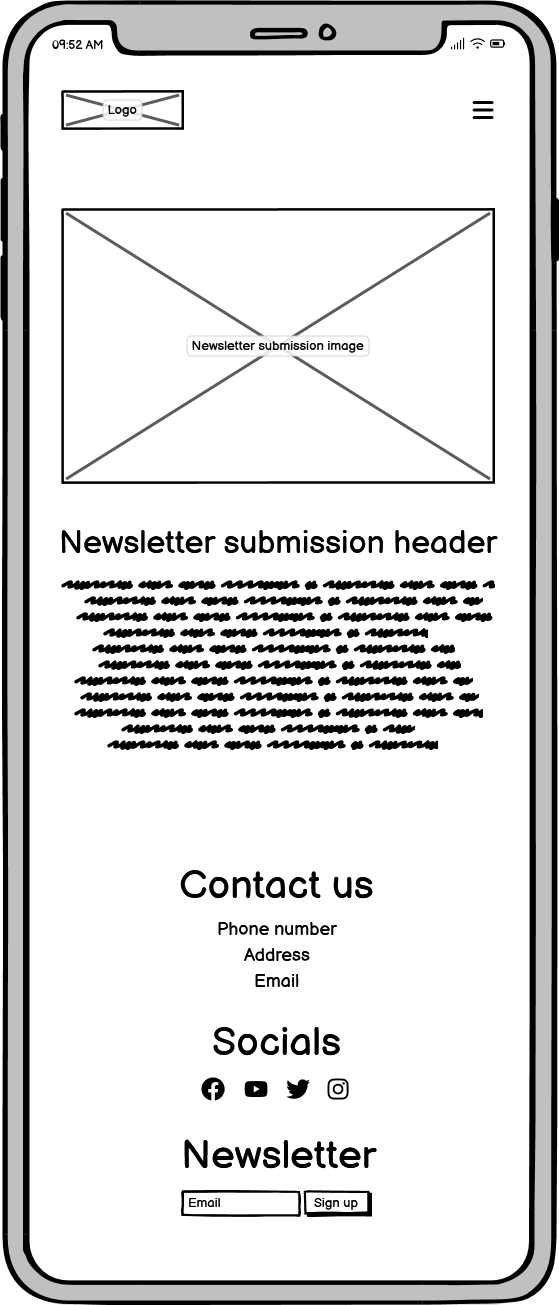 09:52 AM
Logo
Newsletter submission image
Newsletter submission header
Contact us
Phone number
Address
Email
Socials
Newsletter
Email Sign up